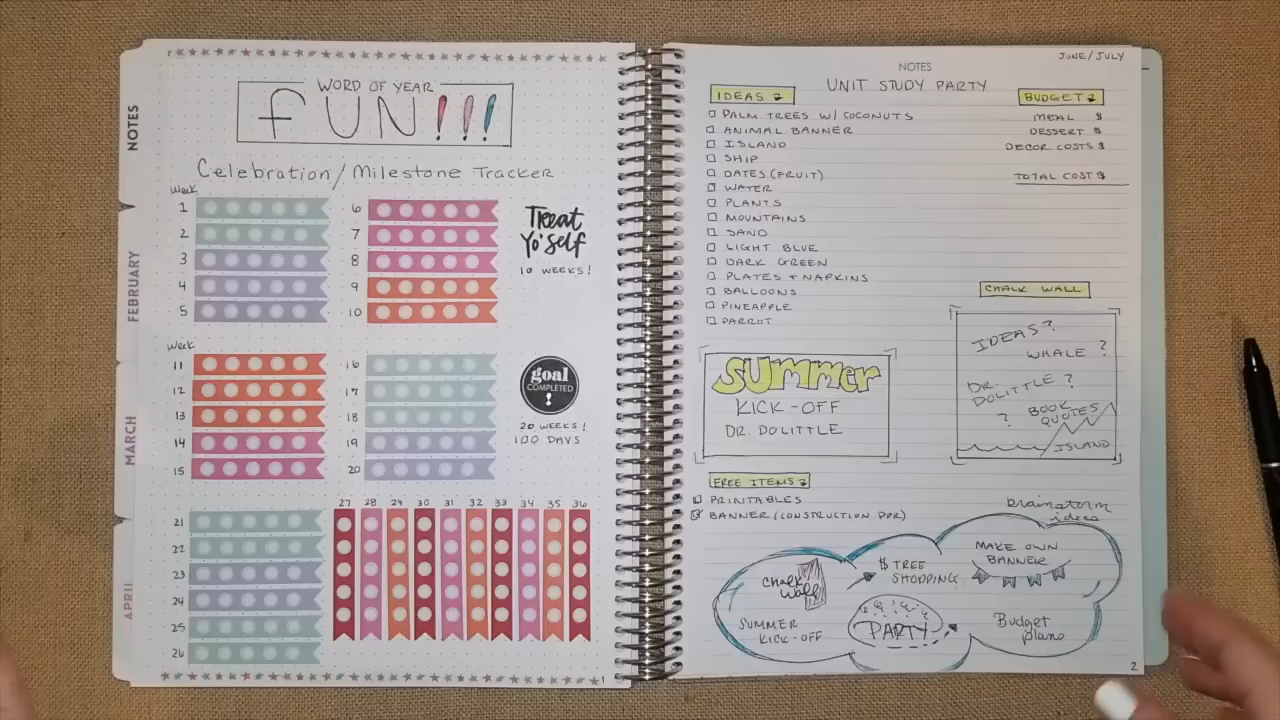 NOTES
FEBRUARY
MARCH
APRIL
WORD OF YEAR
FUN!!!
Celebration/Milestone Tracker
Week
1
2
3
4
5
6
7
8
9
10
Treat
Yo'self
10 WEEKS!
Week
11
12
13
14
15
16
17
18
19
20
goal
COMPLETED
!
20 WEEKS!
100 DAYS
21
22
23
24
25
26
27 28 29 30 31 32 33 34 35 36
1
JUNE/JULY
NOTES
UNIT STUDY PARTY
IDEAS
PALM TREES W/ COCONUTS
ANIMAL BANNER
ISLAND
SHIP
DATES (FRUIT)
WATER
PLANTS
MOUNTAINS
SAND
LIGHT BLUE
DARK GREEN
PLATES + NAPKINS
BALLOONS
PINEAPPLE
PARROT
BUDGET
MEAL $
DESSERT $
DECOR COSTS $
TOTAL COST $
SUMMER
KICK-OFF
DR. DOLITTLE
CHALK WALL
IDEAS?
WHALE ?
DR.
DOLITTLE ?
? BOOK
QUOTES
ISLAND
FREE ITEMS
PRINTABLES
BANNER (CONSTRUCTION PPR)
brainstorm
ideas
chalk
wall
$ TREE
SHOPPING
MAKE OWN
BANNER
SUMMER
KICK-OFF
PARTY
Budget
plans
2